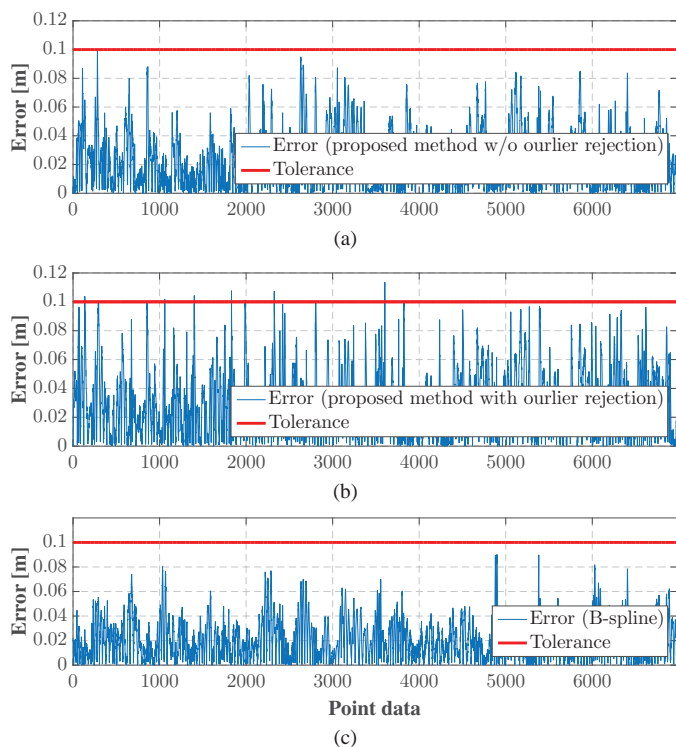 0.12
0.1
0.08
0.06
0.04
0.02
0
Error [m]
Error (proposed method w/o ourlier rejection)
Tolerance
0 1000 2000 3000 4000 5000 6000
(a)
0.12
0.1
0.08
0.06
0.04
0.02
0
Error [m]
Error (proposed method with ourlier rejection)
Tolerance
0 1000 2000 3000 4000 5000 6000
(b)
0.1
0.08
0.06
0.04
0.02
0
Error [m]
Error (B-spline)
Tolerance
0 1000 2000 3000 4000 5000 6000
Point data
(c)